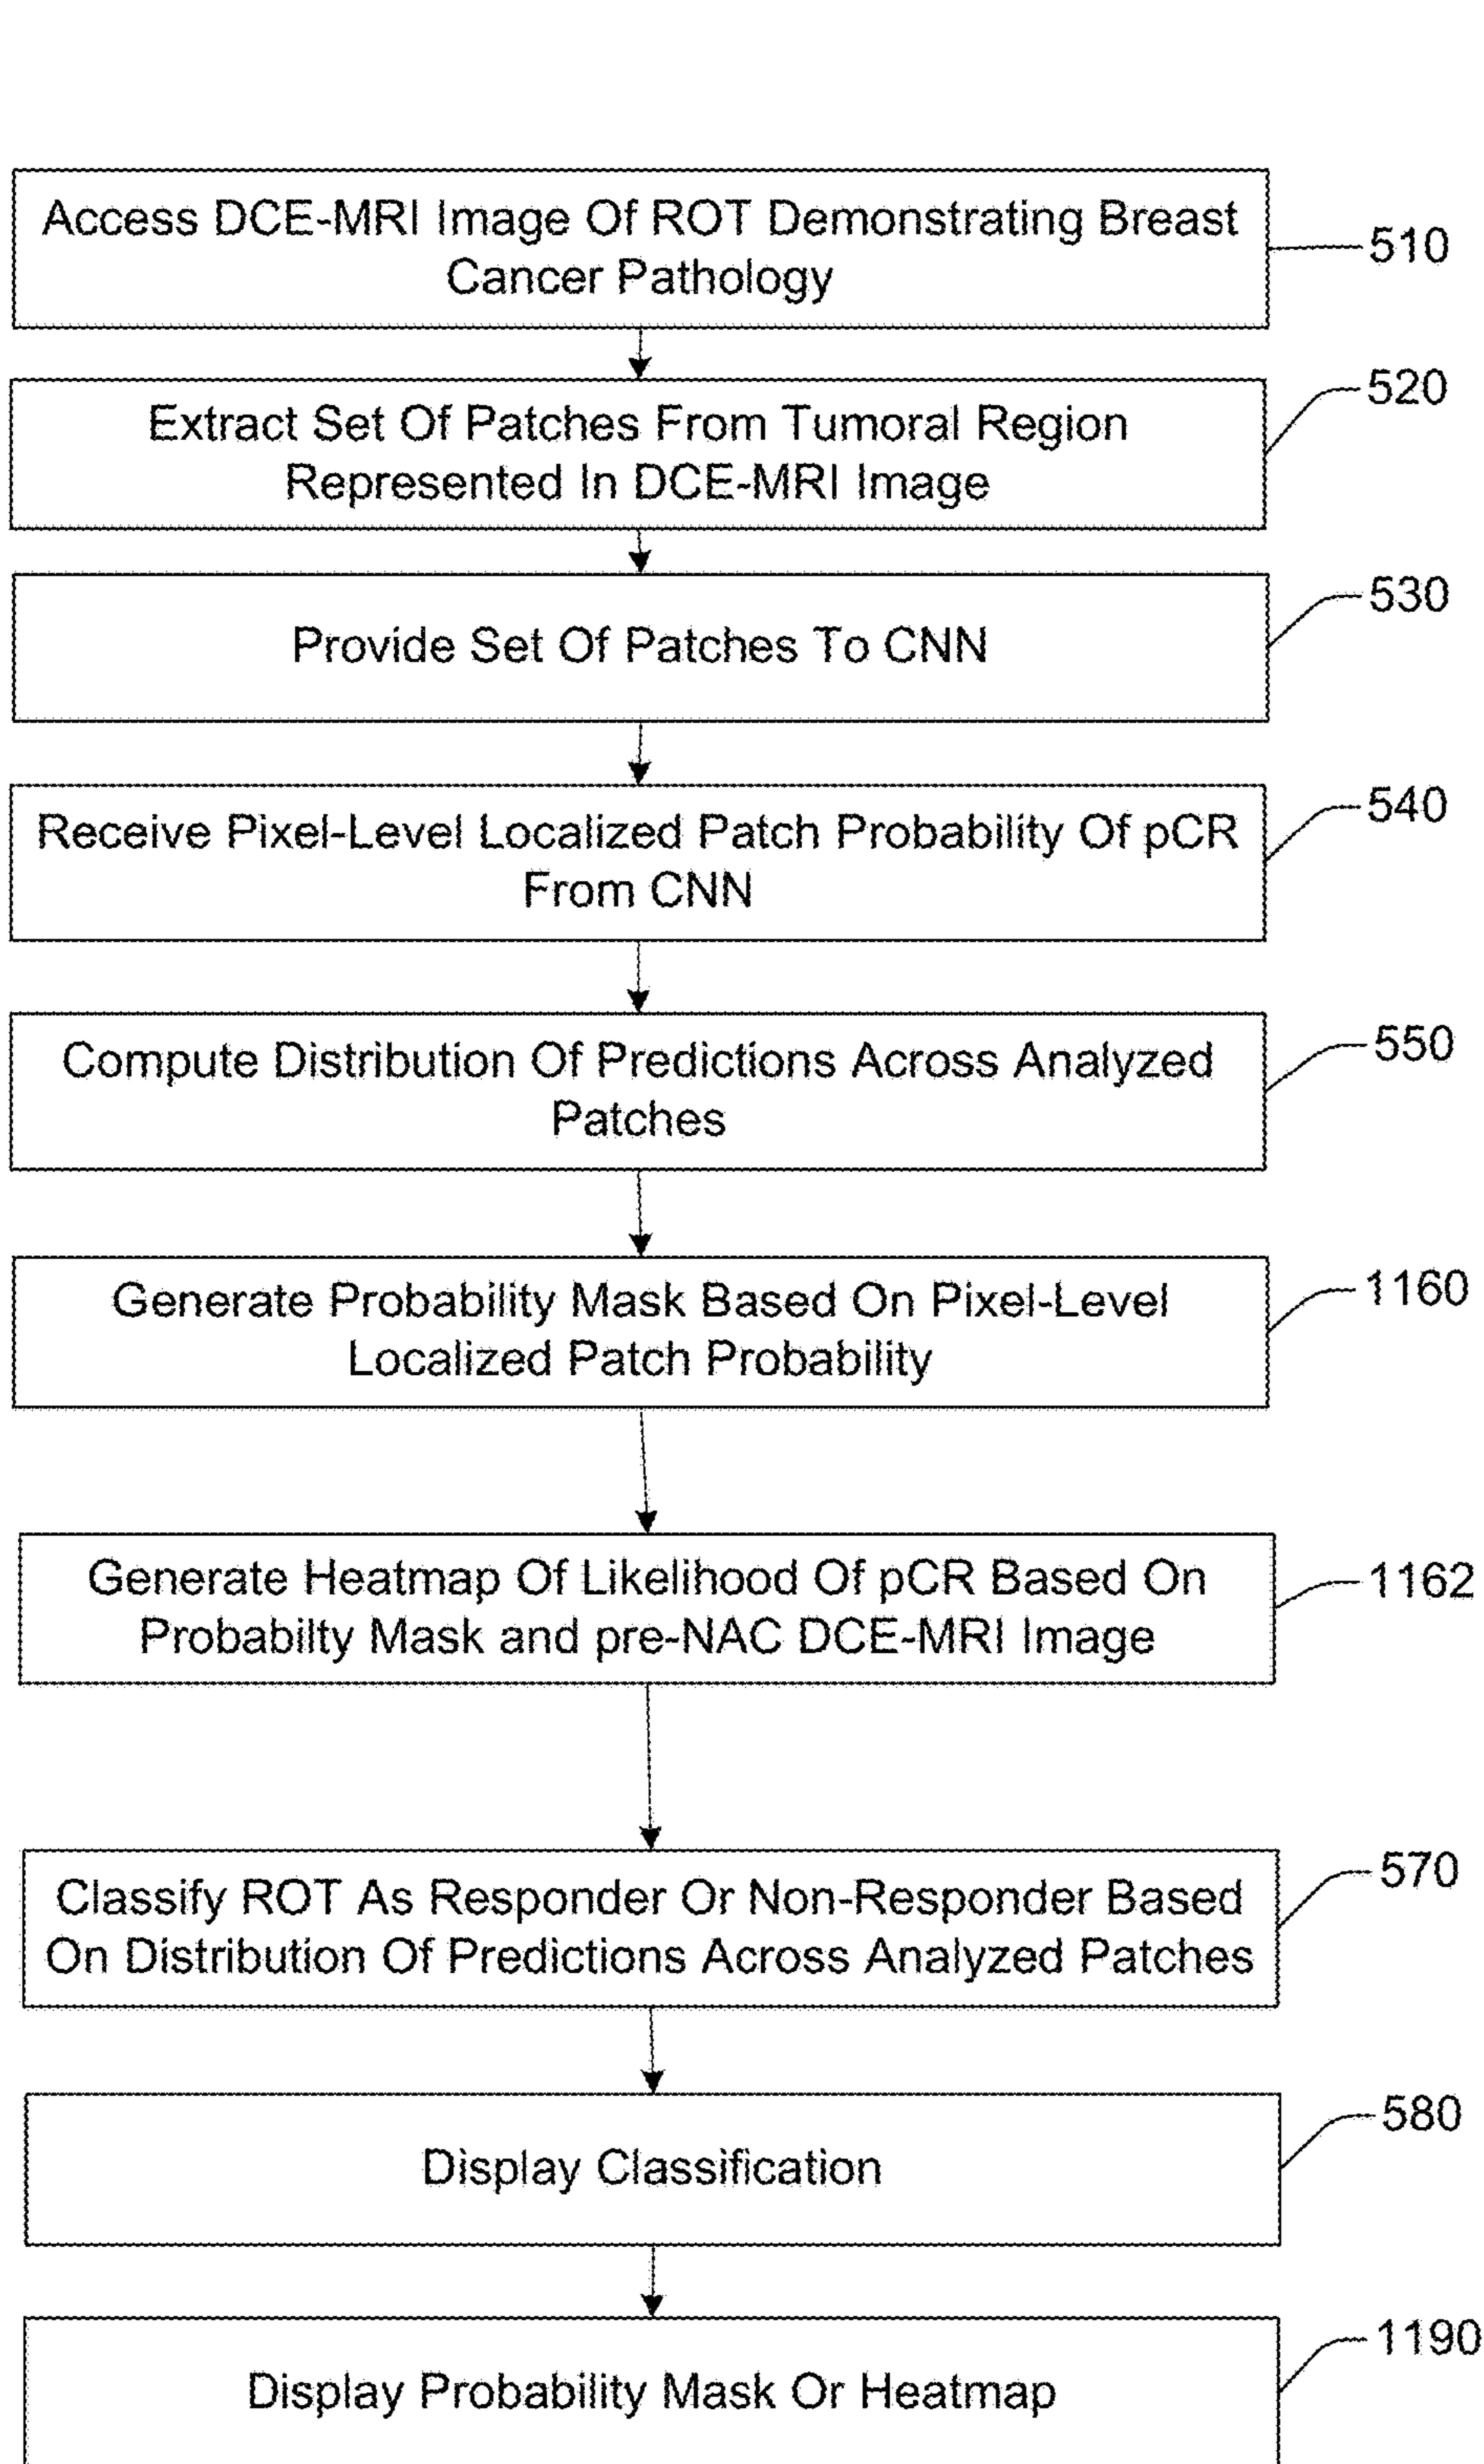 Access DCE-MRI Image Of ROT Demonstrating Breast
Cancer Pathology
510
Extract Set Of Patches From Tumoral Region
Represented In DCE-MRI Image
520
Provide Set Of Patches To CNN
530
Receive Pixel-Level Localized Patch Probability Of pCR
From CNN
540
Compute Distribution Of Predictions Across Analyzed
Patches
550
Generate Probability Mask Based On Pixel-Level
Localized Patch Probability
1160
Generate Heatmap Of Likelihood Of pCR Based On
Probabilty Mask and pre-NAC DCE-MRI Image
1162
Classify ROT As Responder Or Non-Responder Based
On Distribution Of Predictions Across Analyzed Patches
570
Display Classification
580
Display Probability Mask Or Heatmap
1190